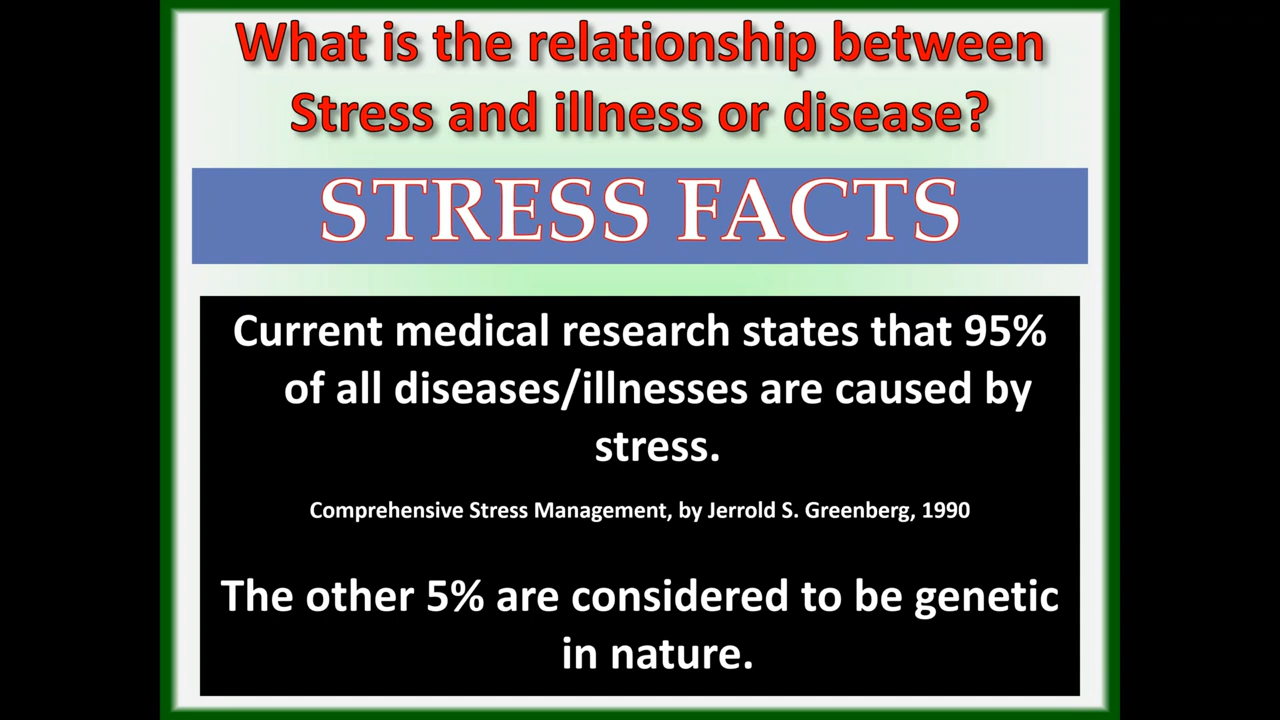 What is the relationship between
Stress and illness or disease?
STRESS FACTS
Current medical research states that 95%
of all diseases/illnesses are caused by
stress.
Comprehensive Stress Management, by Jerrold S. Greenberg, 1990
The other 5% are considered to be genetic
in nature.